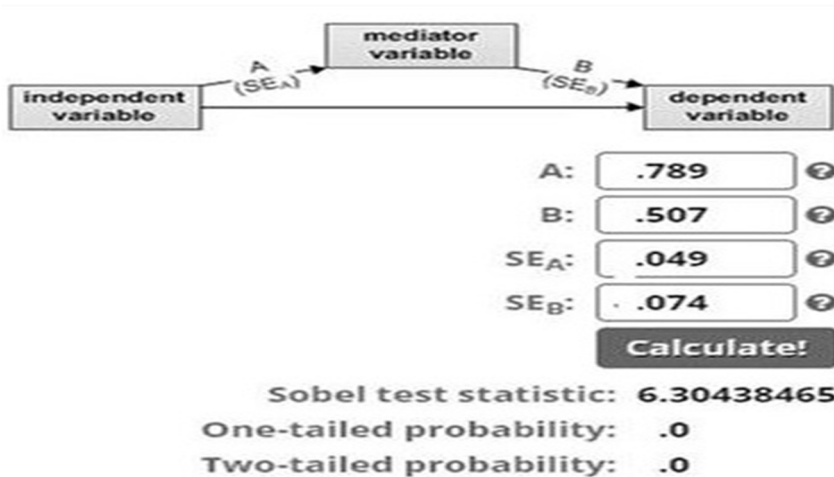 mediator
variable
A
(SEA)
B
(SEB)
independent
variable
dependent
variable
A: .789
B: .507
SEA: .049
SEB: .074
Calculate!
Sobel test statistic: 6.30438465
One-tailed probability: .0
Two-tailed probability: .0